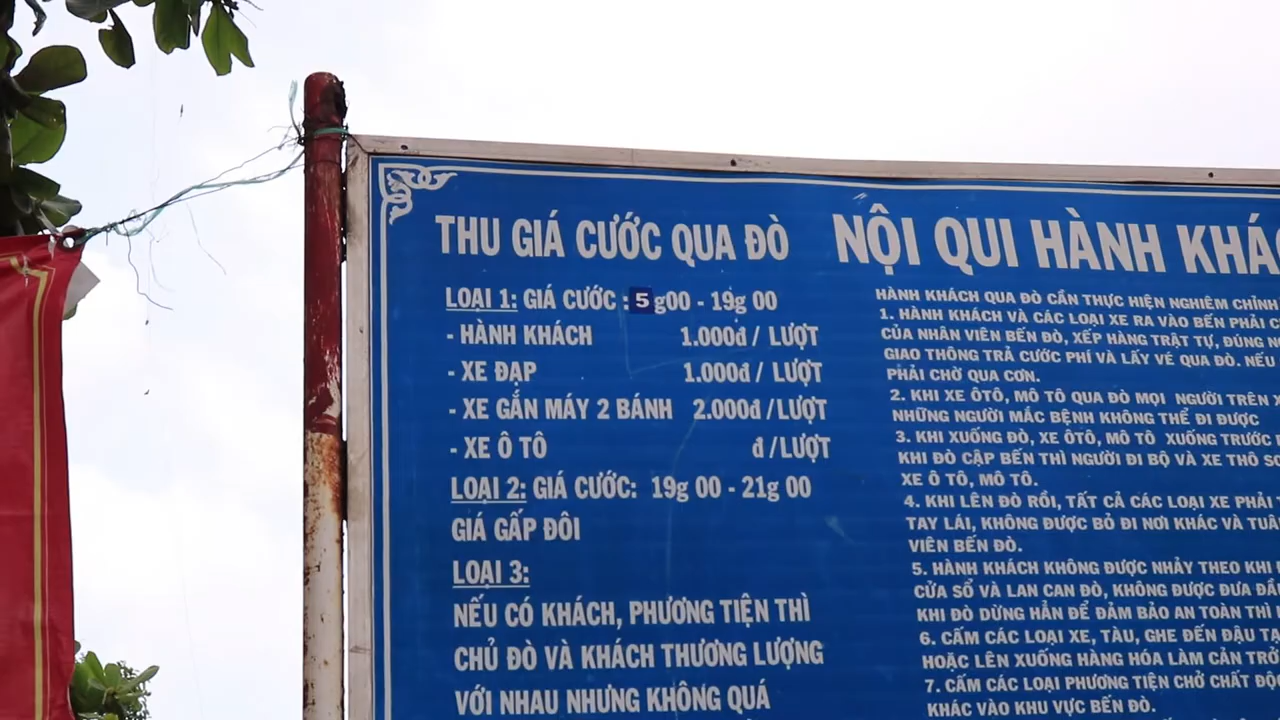 THU GIÁ CƯỚC QUA ĐÒ
LOẠI 1: GIÁ CƯỚC : 5 g00 - 19g 00
- HÀNH KHÁCH 1.000đ / LƯỢT
- XE ĐẠP 1.000đ / LƯỢT
- XE GẮN MÁY 2 BÁNH 2.000đ /LƯỢT
- XE Ô TÔ đ /LƯỢT
LOẠI 2: GIÁ CƯỚC: 19g 00 - 21g 00
GIÁ GẤP ĐÔI
LOẠI 3:
NẾU CÓ KHÁCH, PHƯƠNG TIỆN THÌ
CHỦ ĐÒ VÀ KHÁCH THƯƠNG LƯỢNG
VỚI NHAU NHƯNG KHÔNG QUÁ
NỘI QUI HÀNH KHÁC
HÀNH KHÁCH QUA ĐÒ CẦN THỰC HIỆN NGHIÊM CHỈNH
1. HÀNH KHÁCH VÀ CÁC LOẠI XE RA VÀO BẾN PHẢI
CỦA NHÂN VIÊN BẾN ĐÒ, XẾP HÀNG TRẬT TỰ, ĐÚNG
GIAO THÔNG TRẢ CƯỚC PHÍ VÀ LẤY VÉ QUA ĐÒ. NẾU
PHẢI CHỜ QUA CƠN.
2. KHI XE ÔTÔ, MÔ TÔ QUA ĐÒ MỌI NGƯỜI TRÊN
NHỮNG NGƯỜI MẮC BỆNH KHÔNG THỂ ĐI ĐƯỢC
3. KHI XUỐNG ĐÒ, XE ÔTÔ, MÔ TÔ XUỐNG TRƯỚC
KHI ĐÒ CẬP BẾN THÌ NGƯỜI ĐI BỘ VÀ XE THÔ
XE Ô TÔ, MÔ TÔ.
4. KHI LÊN ĐÒ RỒI, TẤT CẢ CÁC LOẠI XE PHẢI
TAY LÁI, KHÔNG ĐƯỢC BỎ ĐI NƠI KHÁC VÀ
VIÊN BẾN ĐÒ.
5. HÀNH KHÁCH KHÔNG ĐƯỢC NHẢY THEO KHI
CỬA SỔ VÀ LAN CAN ĐÒ, KHÔNG ĐƯỢC ĐƯA
KHI ĐÒ DỪNG HẲN ĐỂ ĐẢM BẢO AN TOÀN THÌ
6. CẤM CÁC LOẠI XE, TÀU, GHE ĐẾN ĐẬU
HOẶC LÊN XUỐNG HÀNG HÓA LÀM CẢN TRỞ
7. CẤM CÁC LOẠI PHƯƠNG TIỆN CHỞ CHẤT
KHÁC VÀO KHU VỰC BẾN ĐÒ.